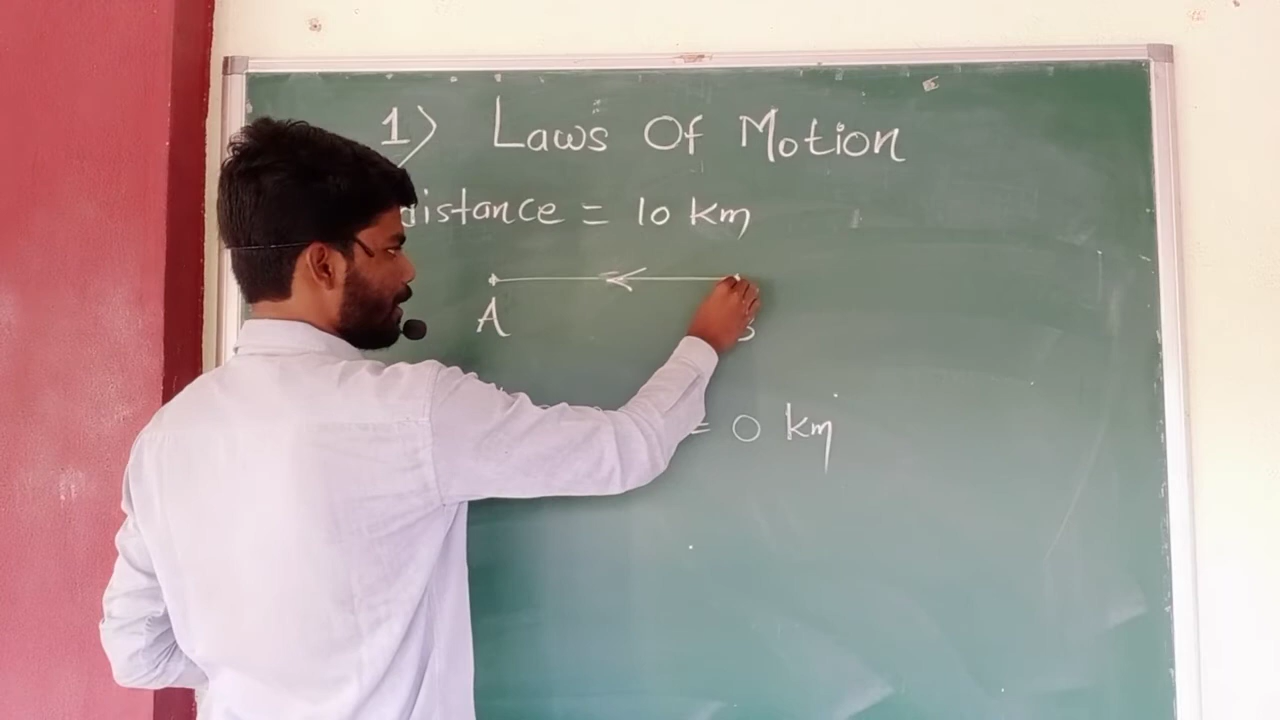 1) Laws Of Motion
distance = 10 km
A
= 0 km